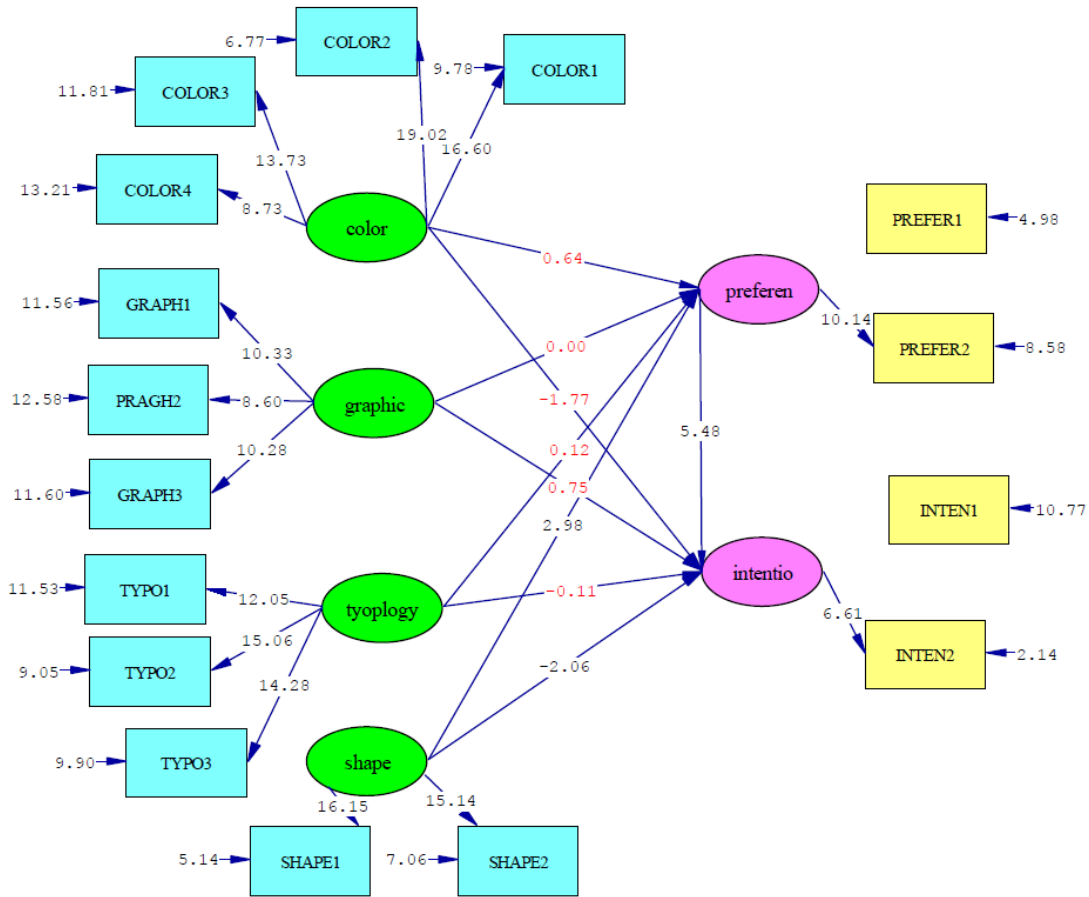 6.77
COLOR2
9.78
COLOR1
11.81
COLOR3
19.02
16.60
13.73
13.21
COLOR4
8.73
color
PREFER1
4.98
0.64
preferen
11.56
GRAPH1
10.14
10.33
0.00
PREFER2
8.58
12.58
PRAGH2
8.60
graphic
-1.77
5.48
10.28
0.12
11.60
GRAPH3
0.75
2.98
INTEN1
10.77
11.53
TYPO1
12.05
tyoplogy
-0.11
intentio
15.06
6.61
9.05
TYPO2
14.28
-2.06
INTEN2
2.14
9.90
TYPO3
shape
16.15
15.14
5.14
SHAPE1
7.06
SHAPE2